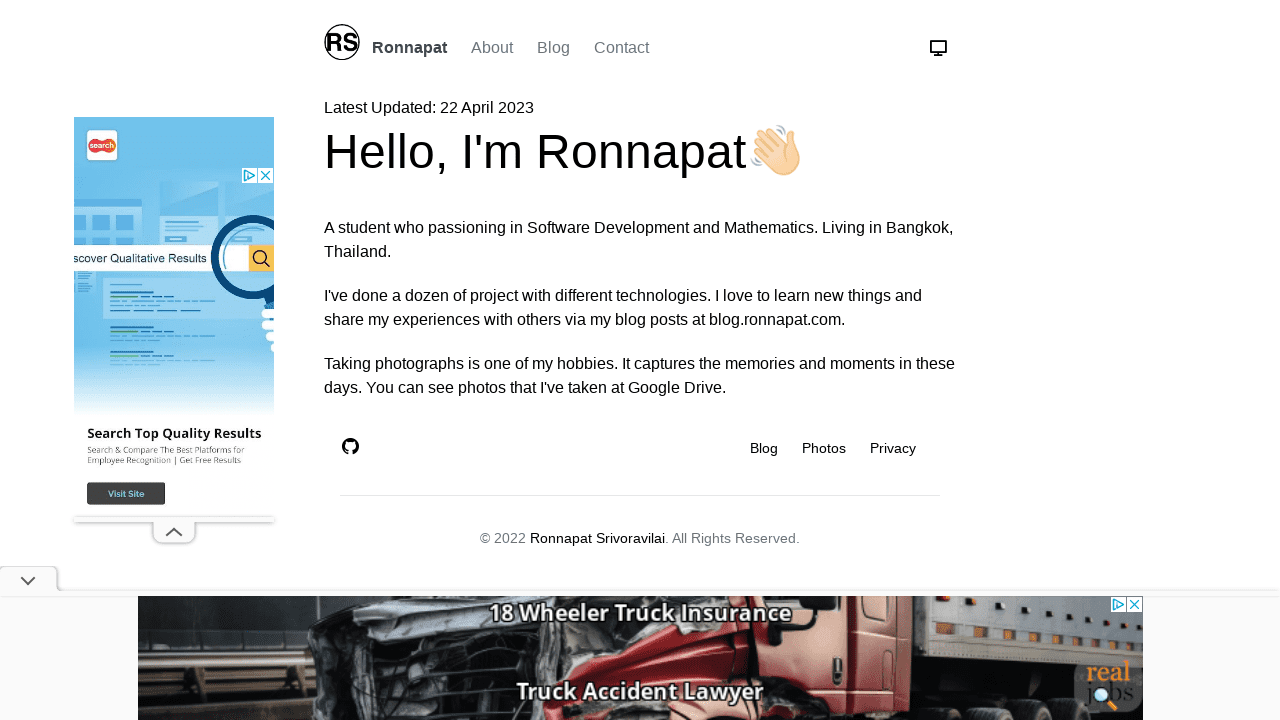 RS
Ronnapat About Blog Contact
Latest Updated: 22 April 2023
Hello, I'm Ronnapat👋🏻
A student who passioning in Software Development and Mathematics. Living in Bangkok,
Thailand.
I've done a dozen of project with different technologies. I love to learn new things and
share my experiences with others via my blog posts at blog.ronnapat.com.
Taking photographs is one of my hobbies. It captures the memories and moments in these
days. You can see photos that I've taken at Google Drive.
Blog Photos Privacy
© 2022 Ronnapat Srivoravilai. All Rights Reserved.
search
scover Qualitative Results
Search Top Quality Results
Search & Compare The Best Platforms for
Employee Recognition | Get Free Results
Visit Site
18 Wheeler Truck Insurance
Truck Accident Lawyer
real
jobs